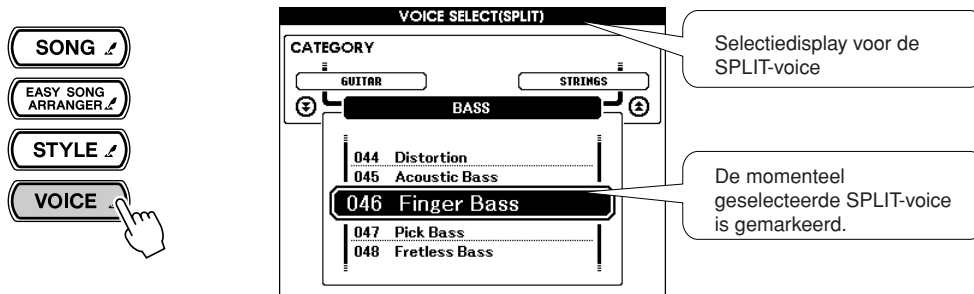 SONG
EASY SONG
ARRANGER
STYLE
VOICE
VOICE SELECT(SPLIT)
CATEGORY
GUITAR
STRINGS
BASS
044 Distortion
045 Acoustic Bass
046 Finger Bass
047 Pick Bass
048 Fretless Bass
Selectiedisplay voor de
SPLIT-voice
De momenteel
geselecteerde SPLIT-voice
is gemarkeerd.